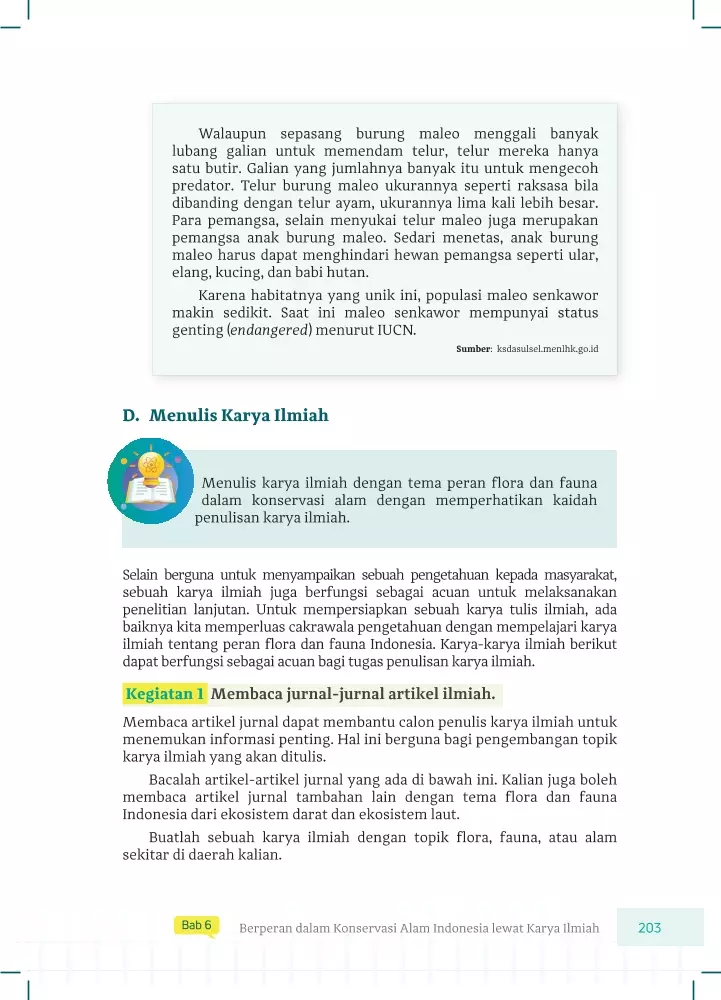 Walaupun sepasang burung maleo menggali banyak
lubang galian untuk memendam telur, telur mereka hanya
satu butir. Galian yang jumlahnya banyak itu untuk mengecoh
predator. Telur burung maleo ukurannya seperti raksasa bila
dibanding dengan telur ayam, ukurannya lima kali lebih besar.
Para pemangsa, selain menyukai telur maleo juga merupakan
pemangsa anak burung maleo. Sedari menetas, anak burung
maleo harus dapat menghindari hewan pemangsa seperti ular,
elang, kucing, dan babi hutan.
Karena habitatnya yang unik ini, populasi maleo senkawor
makin sedikit. Saat ini maleo senkawor mempunyai status
genting (endangered) menurut IUCN.
Sumber: ksdasulsel.menlhk.go.id
D. Menulis Karya Ilmiah
Menulis karya ilmiah dengan tema peran flora dan fauna
dalam konservasi alam dengan memperhatikan kaidah
penulisan karya ilmiah.
Selain berguna untuk menyampaikan sebuah pengetahuan kepada masyarakat,
sebuah karya ilmiah juga berfungsi sebagai acuan untuk melaksanakan
penelitian lanjutan. Untuk mempersiapkan sebuah karya tulis ilmiah, ada
baiknya kita memperluas cakrawala pengetahuan dengan mempelajari karya
ilmiah tentang peran flora dan fauna Indonesia. Karya-karya ilmiah berikut
dapat berfungsi sebagai acuan bagi tugas penulisan karya ilmiah.
Kegiatan 1 Membaca jurnal-jurnal artikel ilmiah.
Membaca artikel jurnal dapat membantu calon penulis karya ilmiah untuk
menemukan informasi penting. Hal ini berguna bagi pengembangan topik
karya ilmiah yang akan ditulis.
Bacalah artikel-artikel jurnal yang ada di bawah ini. Kalian juga boleh
membaca artikel jurnal tambahan lain dengan tema flora dan fauna
Indonesia dari ekosistem darat dan ekosistem laut.
Buatlah sebuah karya ilmiah dengan topik flora, fauna, atau alam
sekitar di daerah kalian.
Bab 6 Berperan dalam Konservasi Alam Indonesia lewat Karya Ilmiah 203